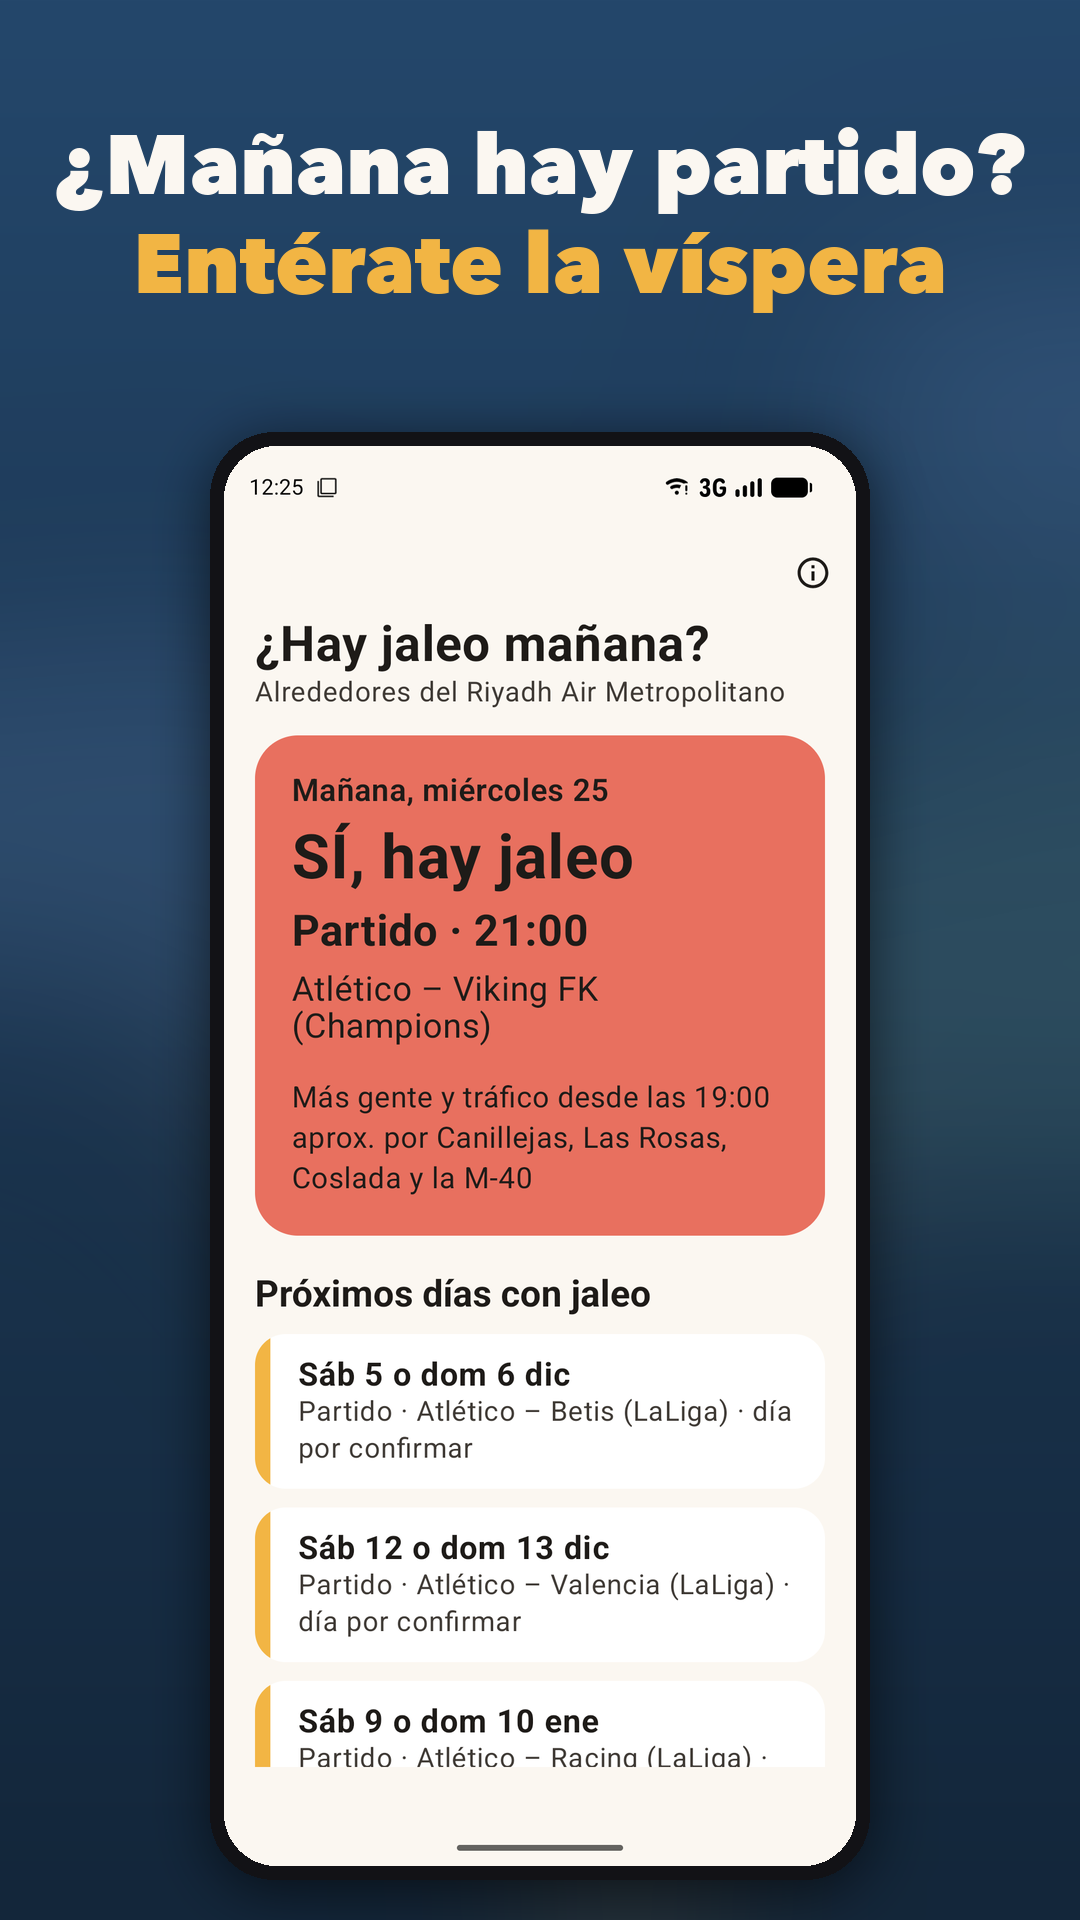 ¿Mañana hay partido?
Entérate la víspera
12:25
3G
¿Hay jaleo mañana?
Alrededores del Riyadh Air Metropolitano
Mañana, miércoles 25
SÍ, hay jaleo
Partido · 21:00
Atlético – Viking FK
(Champions)
Más gente y tráfico desde las 19:00
aprox. por Canillejas, Las Rosas,
Coslada y la M-40
Próximos días con jaleo
Sáb 5 o dom 6 dic
Partido · Atlético – Betis (LaLiga) · día
por confirmar
Sáb 12 o dom 13 dic
Partido · Atlético – Valencia (LaLiga) ·
día por confirmar
Sáb 9 o dom 10 ene
Partido · Atlético – Racing (LaLiga) ·